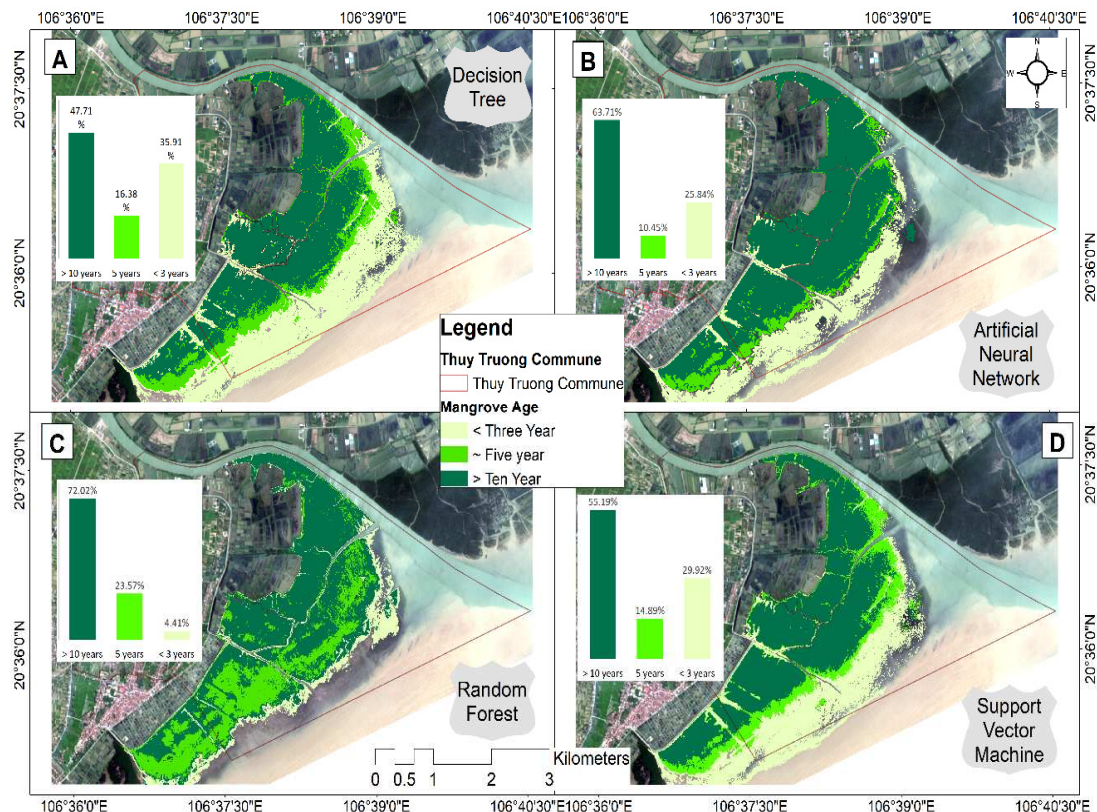 106°36'0"E 106°37'30"E 106°39'0"E 106°40'30"E
106°36'0"E 106°37'30"E 106°39'0"E 106°40'30"E
20°37'30"N
20°36'0"N
A
Decision
Tree
47.71
%
16.38
%
35.91
%
> 10 years 5 years < 3 years
B
N
W E
S
63.71%
10.45%
25.84%
> 10 years 5 years < 3 years
Artificial
Neural
Network
20°37'30"N
20°36'0"N
Legend
Thuy Truong Commune
Thuy Truong Commune
Mangrove Age
< Three Year
~ Five year
> Ten Year
20°37'30"N
20°36'0"N
C
72.02%
23.57%
4.41%
> 10 years 5 years < 3 years
Random
Forest
Kilometers
0 0.5 1 2 3
D
55.19%
14.89%
29.92%
> 10 years 5 years < 3 years
Support
Vector
Machine
20°37'30"N
20°36'0"N
106°36'0"E 106°37'30"E 106°39'0"E 106°40'30"E
106°36'0"E 106°37'30"E 106°39'0"E 106°40'30"E